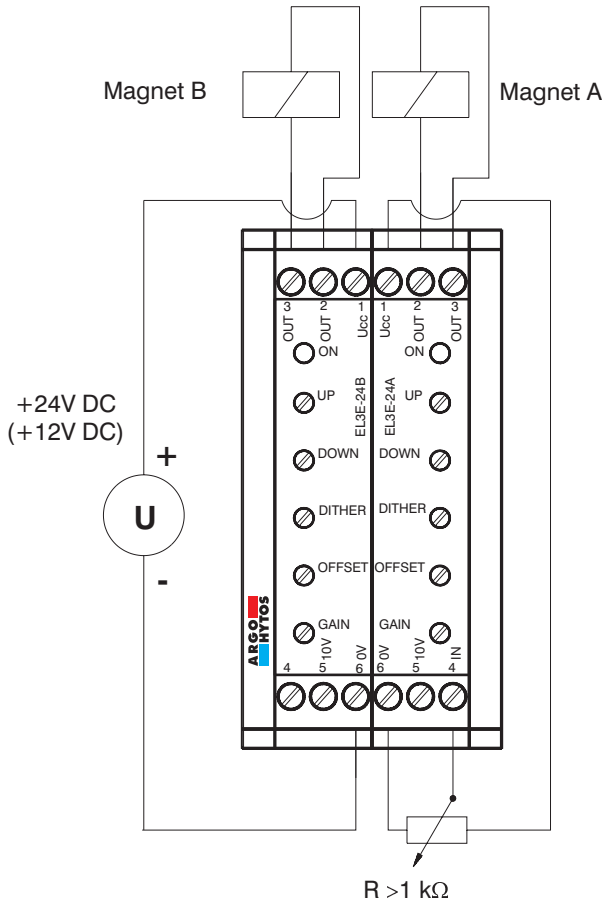 Magnet B
Magnet A
3 2 1 1 2 3
OUT OUT Ucc Ucc OUT OUT
ON ON
EL3E-24B EL3E-24A
UP UP
+24V DC
(+12V DC)
+
DOWN DOWN
U
DITHER DITHER
-
OFFSET OFFSET
GAIN GAIN
ARGO
HYTOS
10V 0V 0V 10V IN
4 5 6 6 5 4
R >1 kΩ